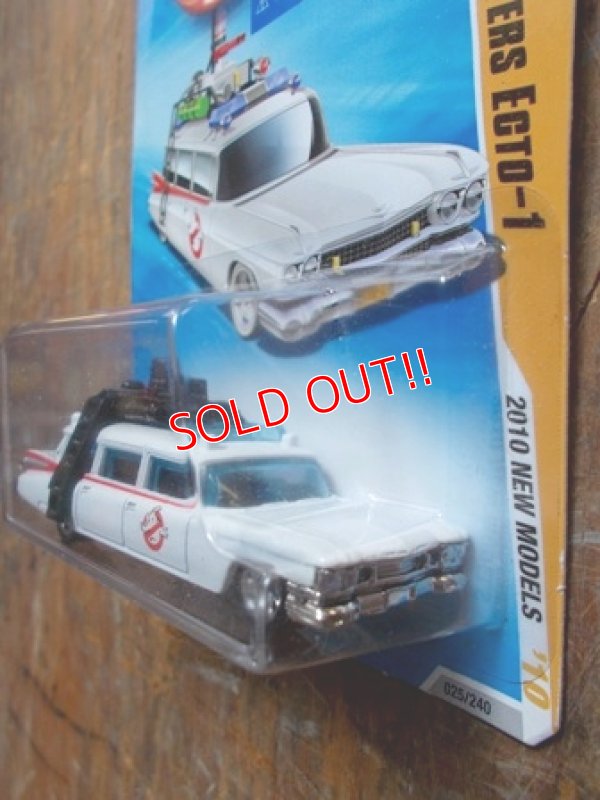 ERS ECTO-1
SOLD OUT!!
2010 NEW MODELS '10
025/240